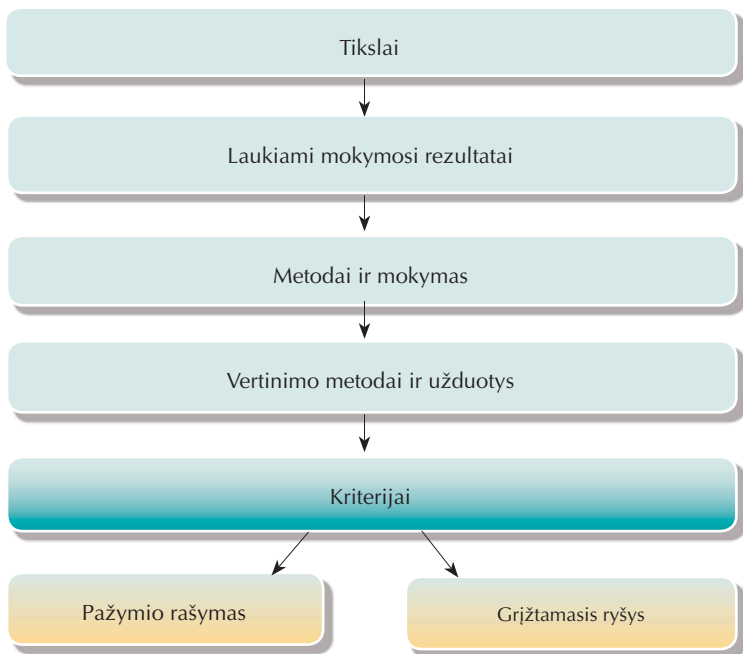 Tikslai
Laukiami mokymosi rezultatai
Metodai ir mokymas
Vertinimo metodai ir užduotys
Kriterijai
Pažymio rašymas
Grįžtamasis ryšys